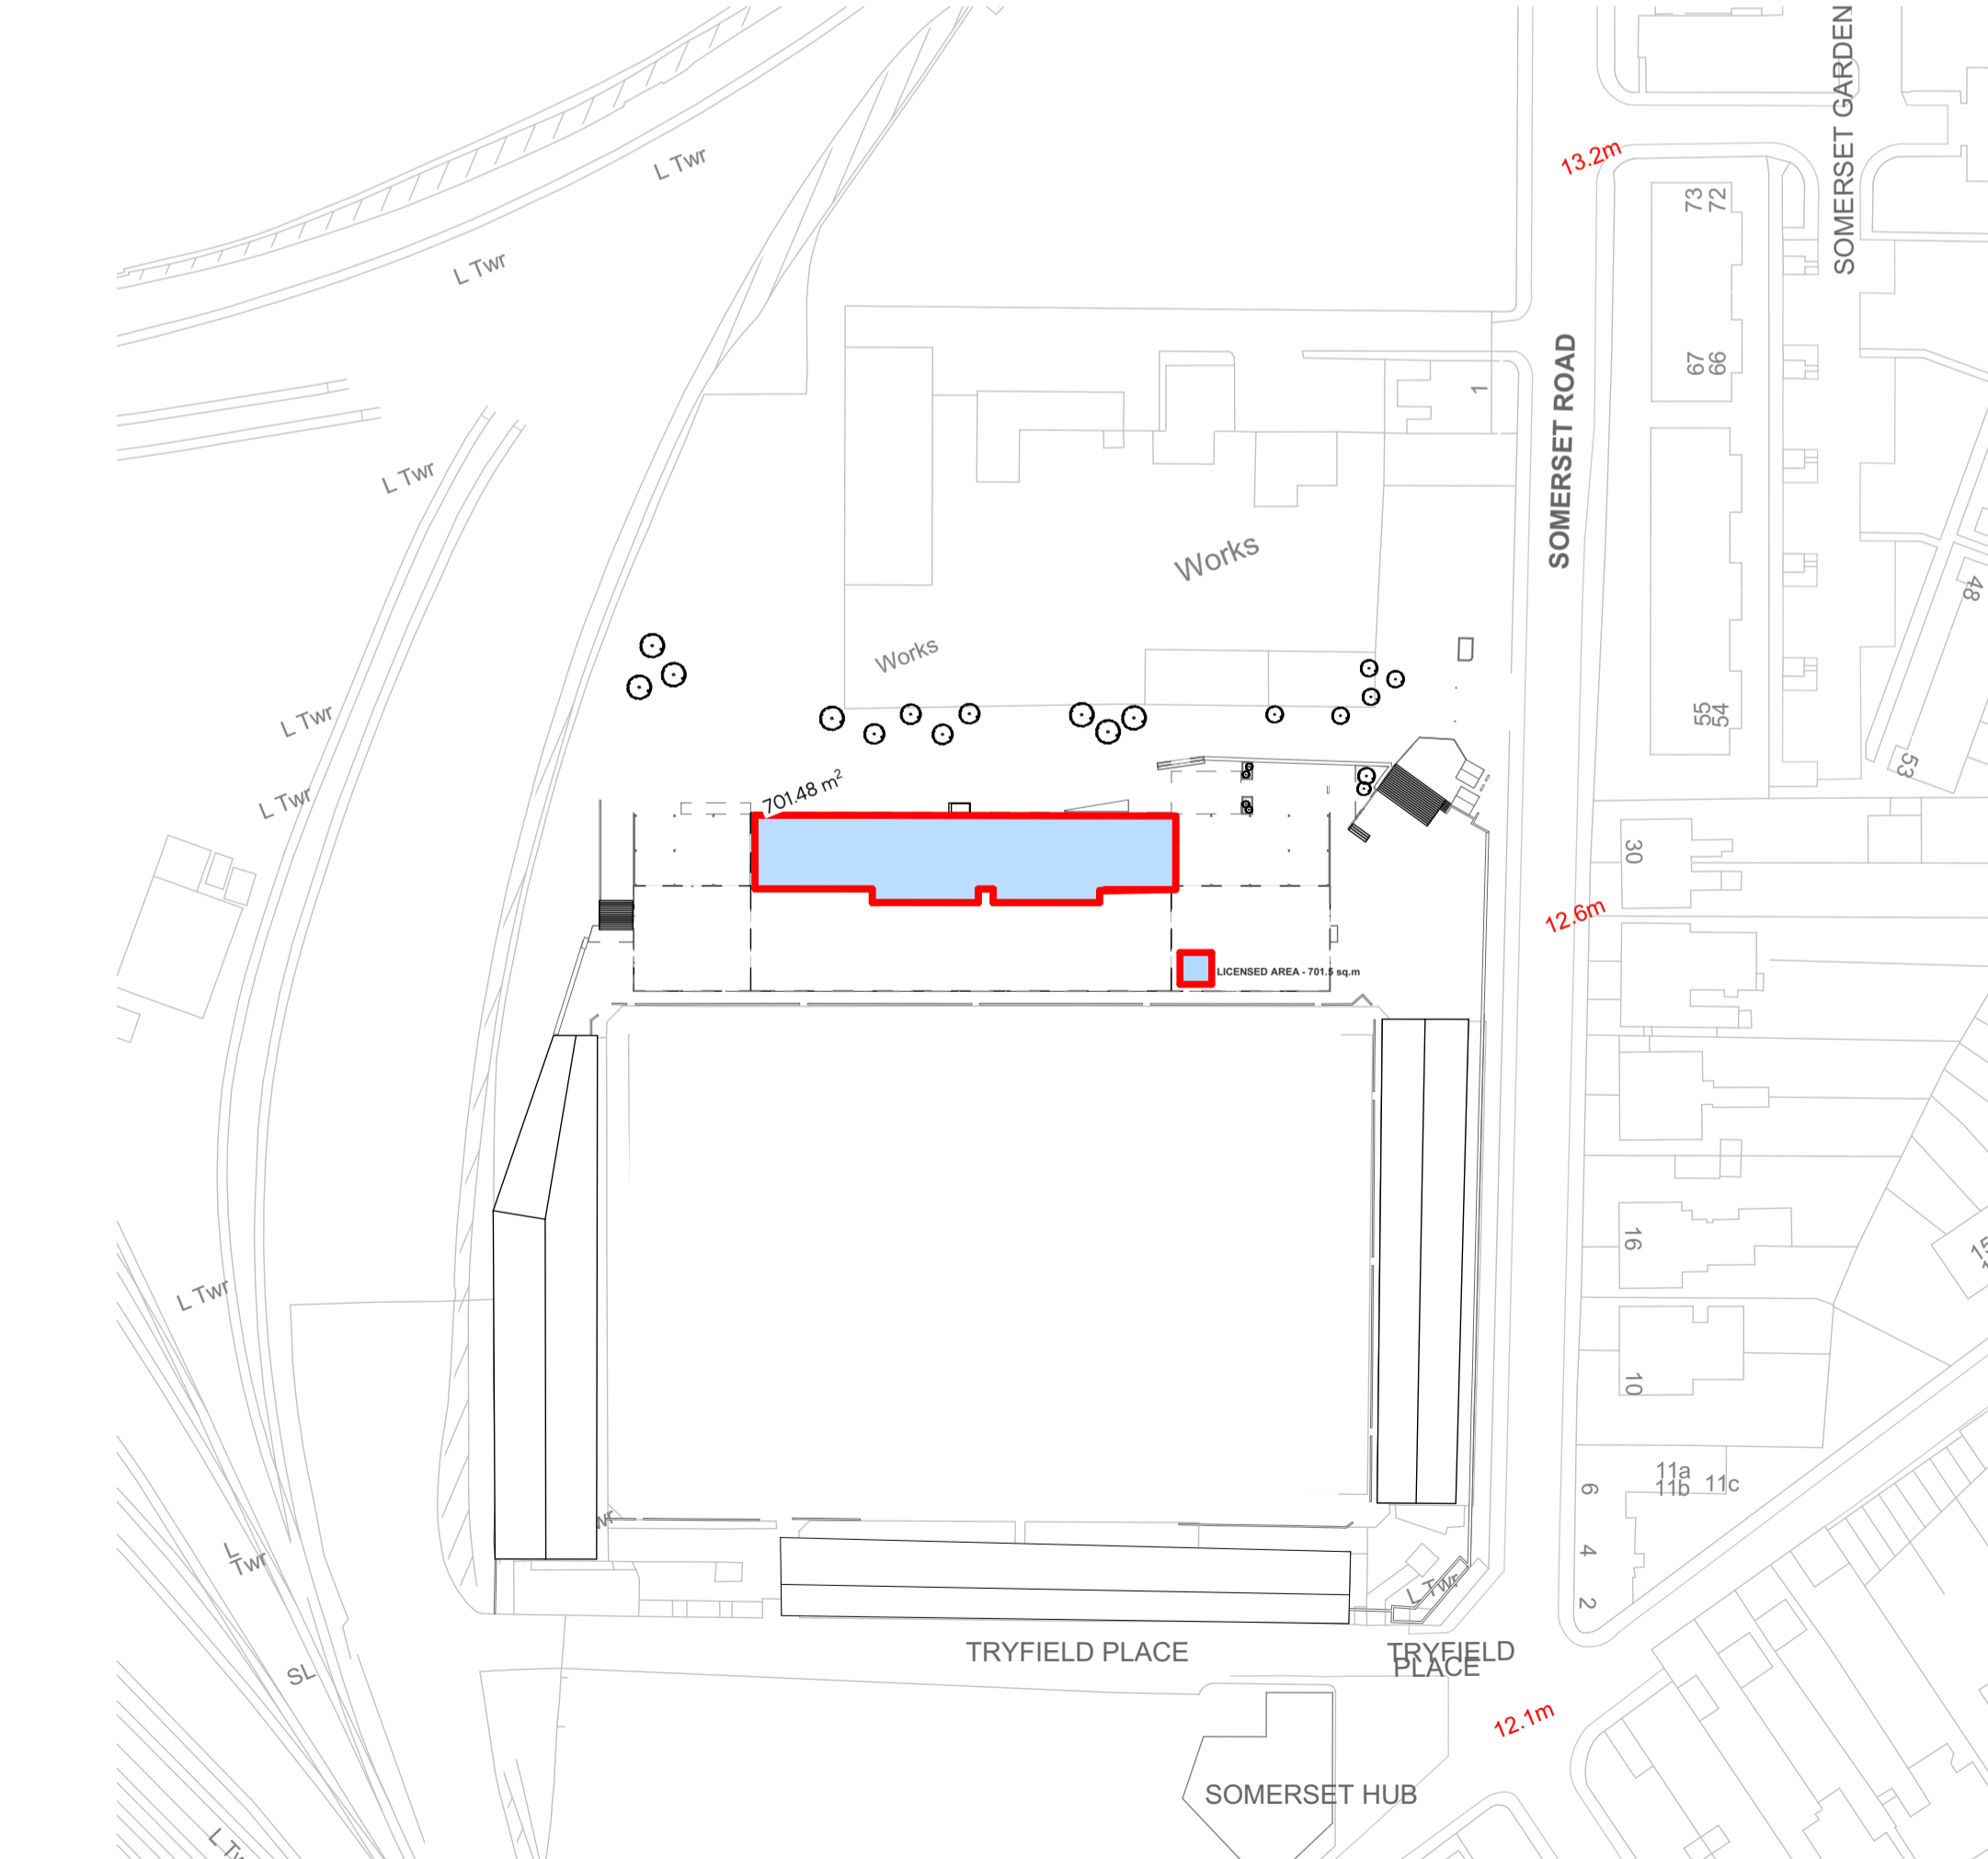 SOMERSET GARDEN
L Twr
13.2m
73
72
L Twr
SOMERSET ROAD
67
66
1
L Twr
Works
48
Works
L Twr
55
54
53
L Twr
701.48 m²
30
12.6m
LICENSED AREA - 701.5 sq.m
16
L Twr
10
11a
11b
11c
6
4
L
Twr
L Twr
2
TRYFIELD PLACE
TRYFIELD
PLACE
SL
12.1m
SOMERSET HUB